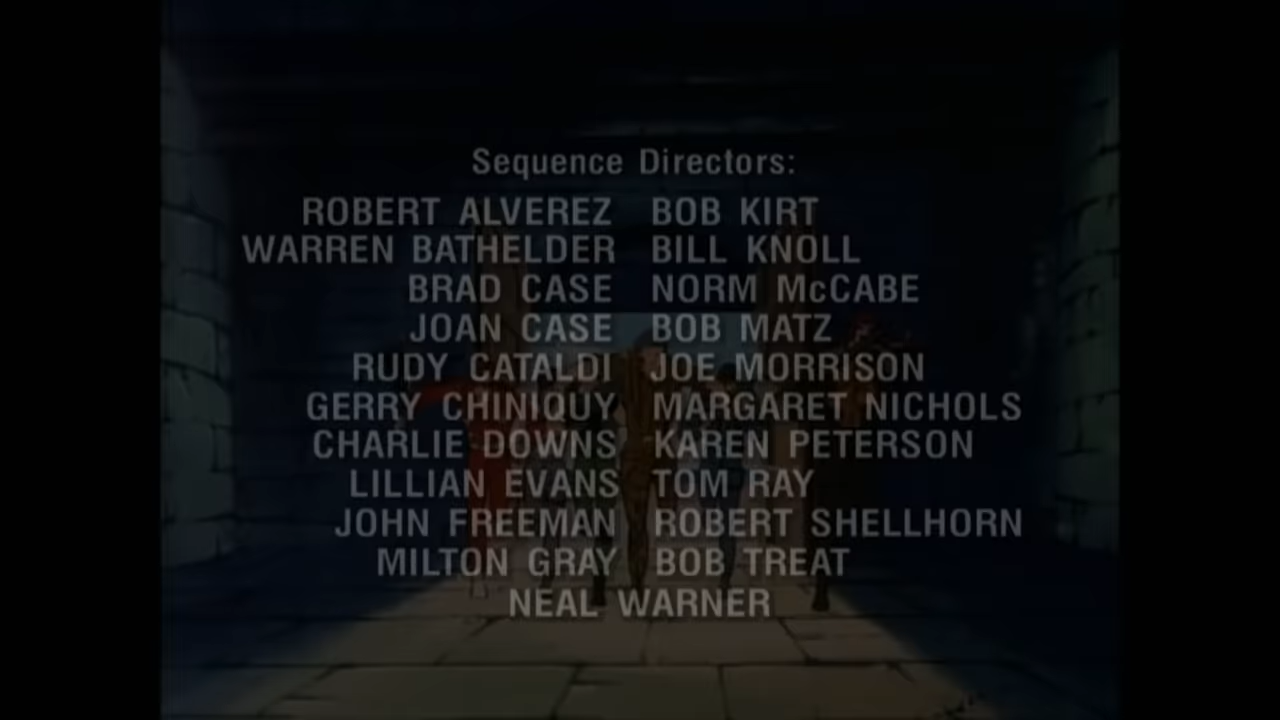 Sequence Directors:
ROBERT ALVEREZ BOB KIRT
WARREN BATHELDER BILL KNOLL
BRAD CASE NORM McCABE
JOAN CASE BOB MATZ
RUDY CATALDI JOE MORRISON
GERRY CHINIQUY MARGARET NICHOLS
CHARLIE DOWNS KAREN PETERSON
LILLIAN EVANS TOM RAY
JOHN FREEMAN ROBERT SHELLHORN
MILTON GRAY BOB TREAT
NEAL WARNER